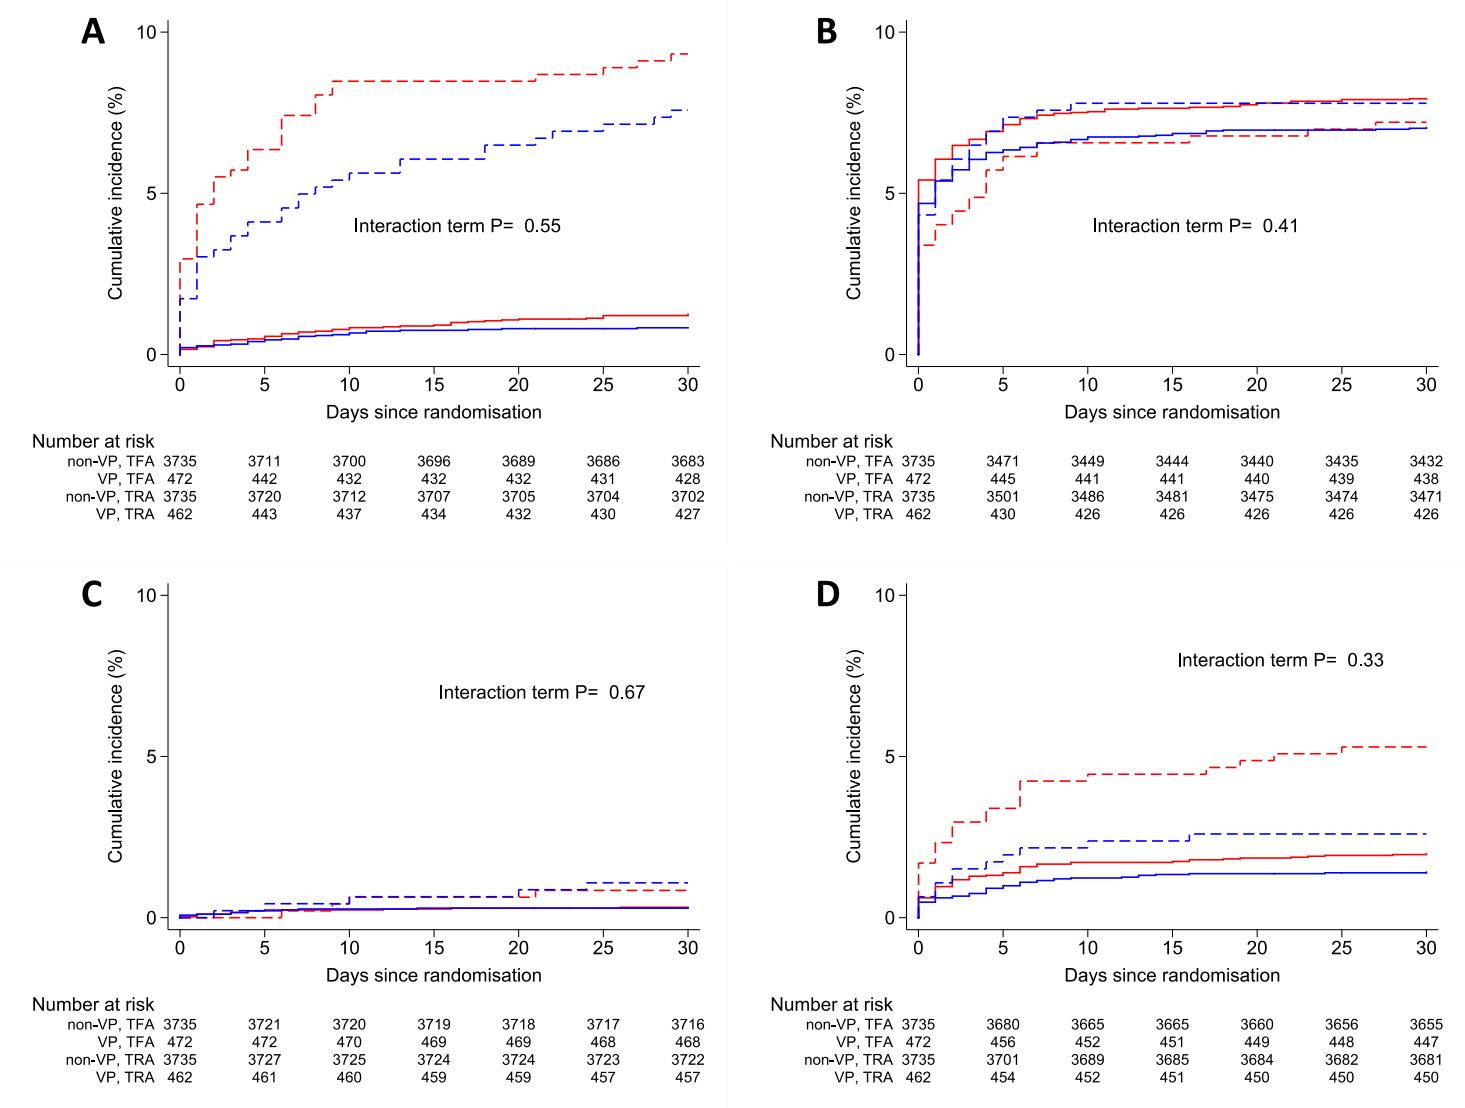 A
10
5
0
Cumulative incidence (%)
Interaction term P= 0.55
0 5 10 15 20 25 30
Days since randomisation
Number at risk
non-VP, TFA 3735 3711 3700 3696 3689 3686 3683
VP, TFA 472 442 432 432 432 431 428
non-VP, TRA 3735 3720 3712 3707 3705 3704 3702
VP, TRA 462 443 437 434 432 430 427
B
10
5
0
Cumulative incidence (%)
Interaction term P= 0.41
0 5 10 15 20 25 30
Days since randomisation
Number at risk
non-VP, TFA 3735 3471 3449 3444 3440 3435 3432
VP, TFA 472 445 441 441 440 439 438
non-VP, TRA 3735 3501 3486 3481 3475 3474 3471
VP, TRA 462 430 426 426 426 426 426
C
10
5
0
Cumulative incidence (%)
Interaction term P= 0.67
0 5 10 15 20 25 30
Days since randomisation
Number at risk
non-VP, TFA 3735 3721 3720 3719 3718 3717 3716
VP, TFA 472 472 470 469 469 468 468
non-VP, TRA 3735 3727 3725 3724 3724 3723 3722
VP, TRA 462 461 460 459 459 457 457
D
10
5
0
Cumulative incidence (%)
Interaction term P= 0.33
0 5 10 15 20 25 30
Days since randomisation
Number at risk
non-VP, TFA 3735 3680 3665 3665 3660 3656 3655
VP, TFA 472 456 452 451 449 448 447
non-VP, TRA 3735 3701 3689 3685 3684 3682 3681
VP, TRA 462 454 452 451 450 450 450